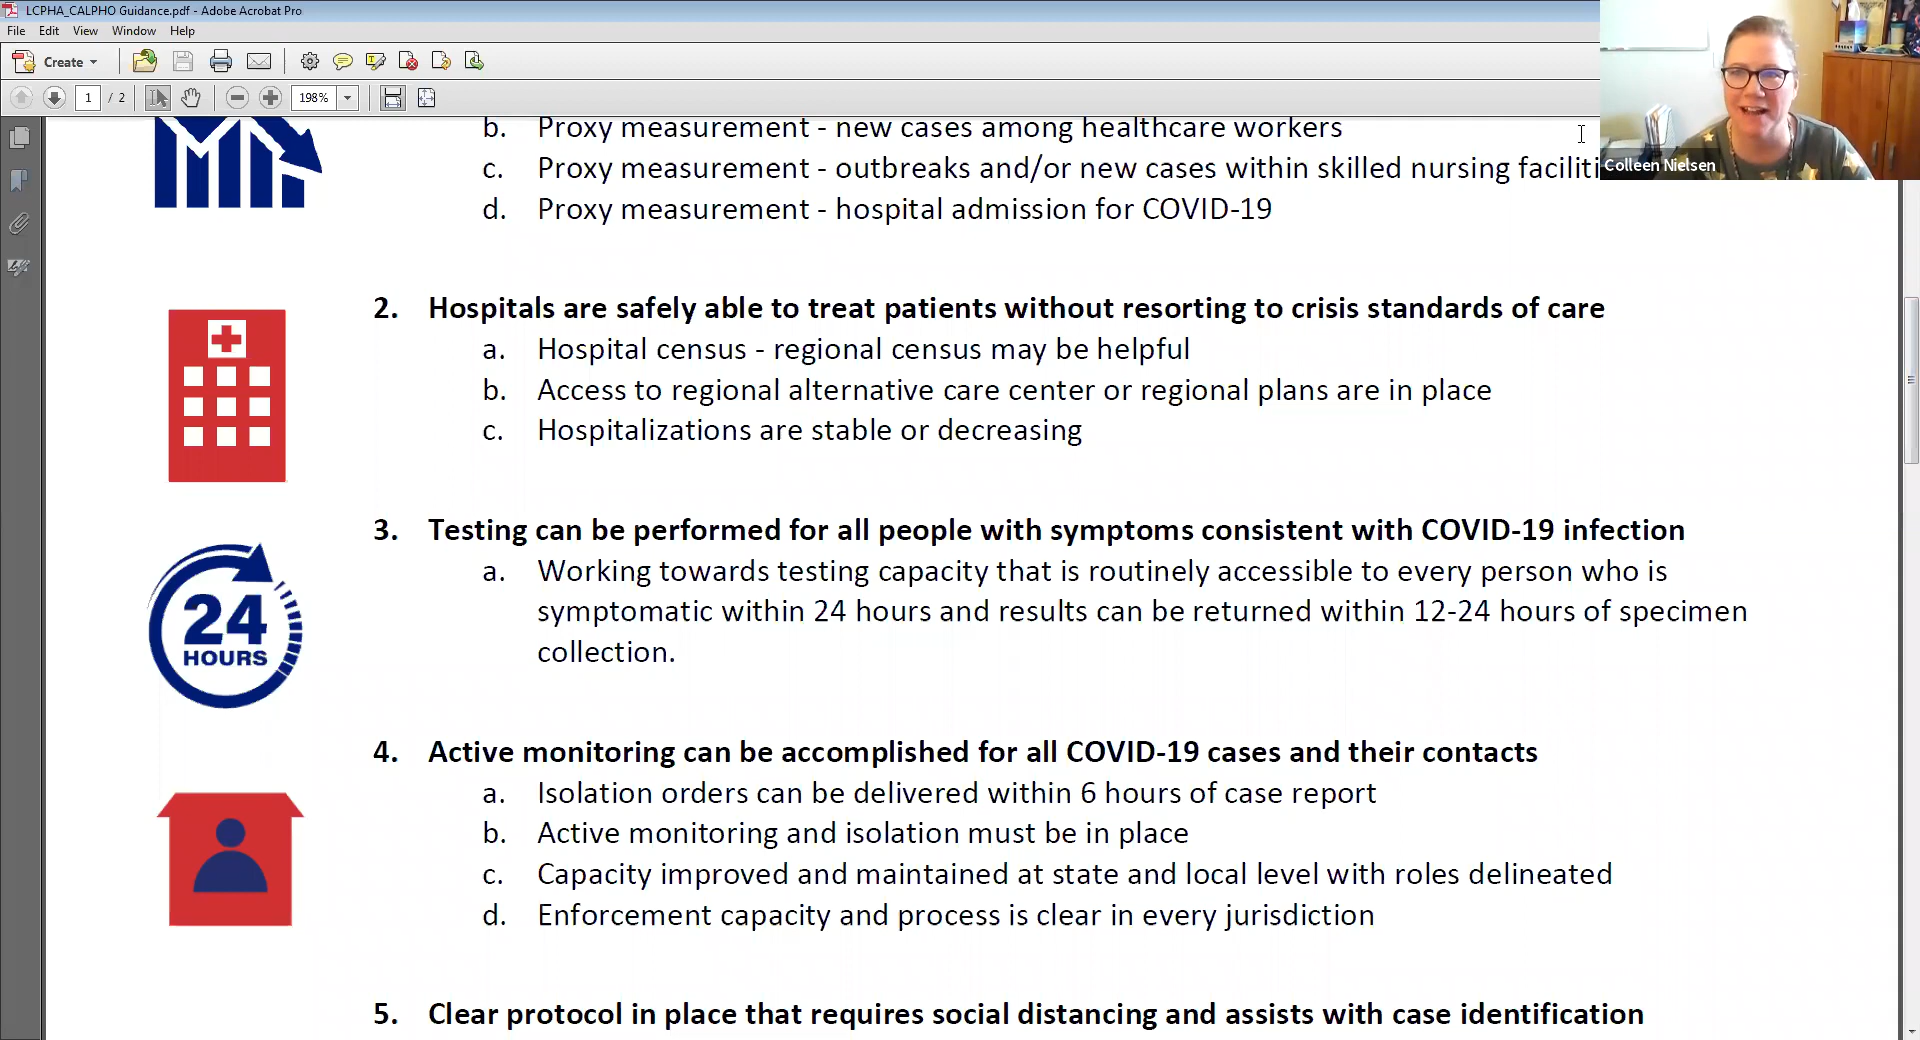 LCPHA_CALPHO Guidance.pdf - Adobe Acrobat Pro
File Edit View Window Help
Create
1 / 2 198%
b. Proxy measurement - new cases among healthcare workers
c. Proxy measurement - outbreaks and/or new cases within skilled nursing faciliti
Colleen Nielsen
d. Proxy measurement - hospital admission for COVID-19
2. Hospitals are safely able to treat patients without resorting to crisis standards of care
a. Hospital census - regional census may be helpful
b. Access to regional alternative care center or regional plans are in place
c. Hospitalizations are stable or decreasing
3. Testing can be performed for all people with symptoms consistent with COVID-19 infection
a. Working towards testing capacity that is routinely accessible to every person who is
symptomatic within 24 hours and results can be returned within 12-24 hours of specimen
collection.
24
HOURS
4. Active monitoring can be accomplished for all COVID-19 cases and their contacts
a. Isolation orders can be delivered within 6 hours of case report
b. Active monitoring and isolation must be in place
c. Capacity improved and maintained at state and local level with roles delineated
d. Enforcement capacity and process is clear in every jurisdiction
5. Clear protocol in place that requires social distancing and assists with case identification